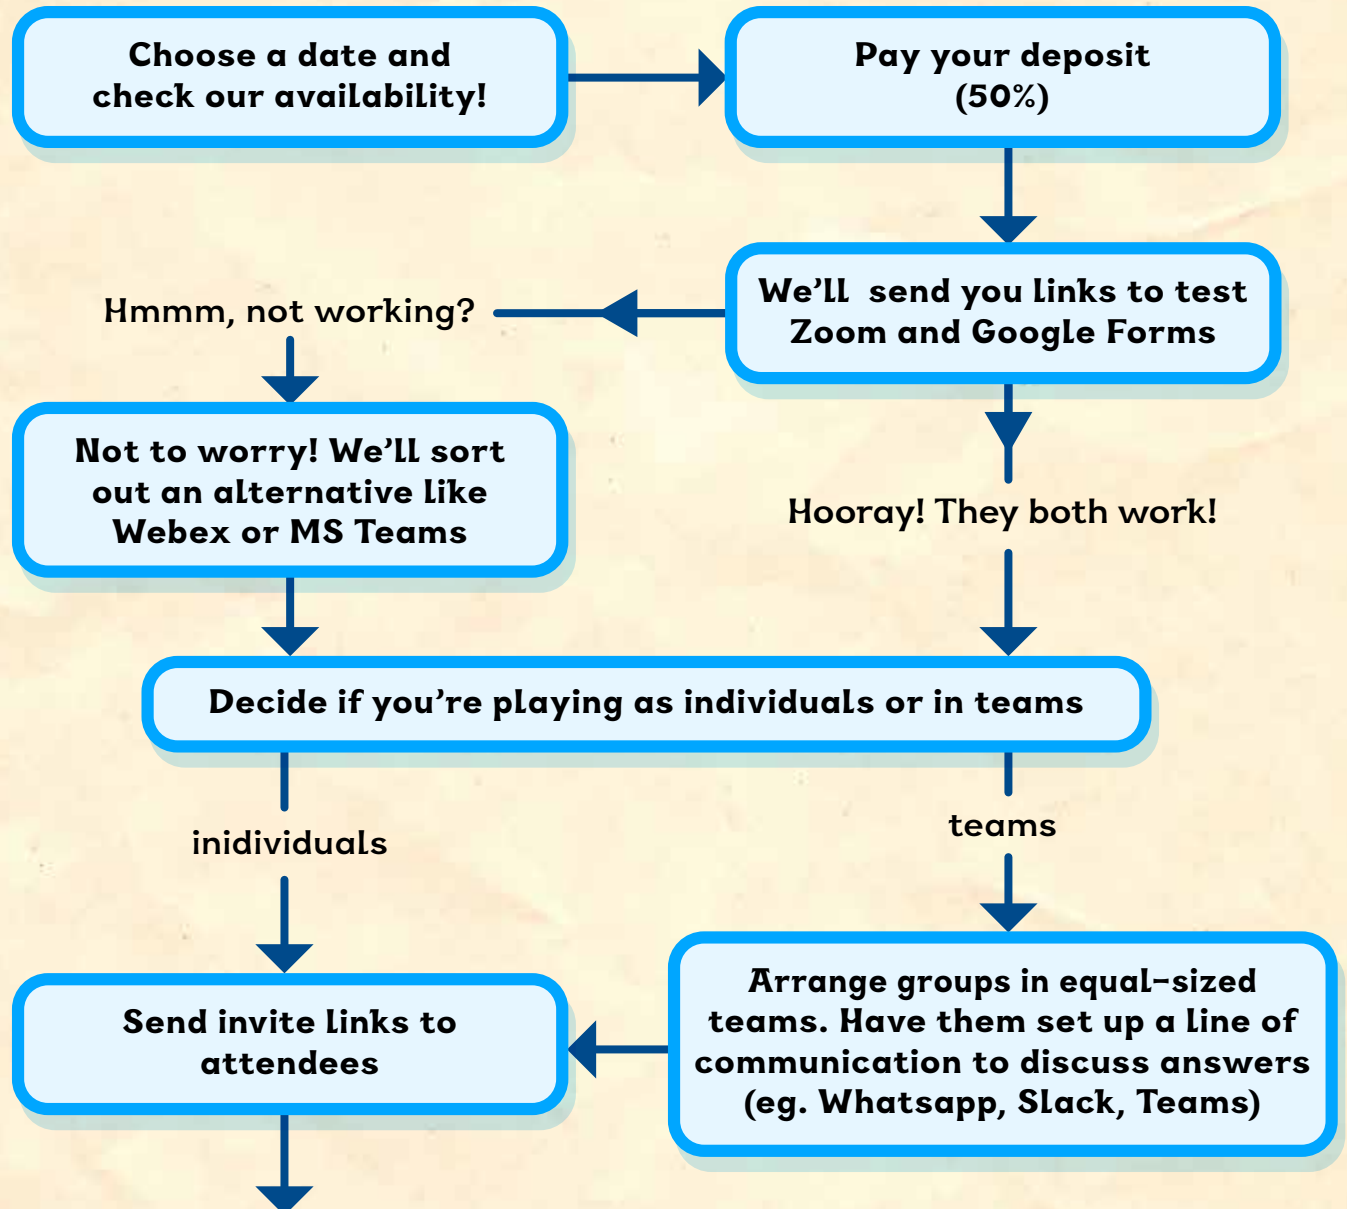 Choose a date and
check our availability!
Pay your deposit
(50%)
We'll  send you links to test
Zoom and Google Forms
Hmmm, not working?
Not to worry! We'll sort
out an alternative like
Webex or MS Teams
Hooray! They both work!
Decide if you're playing as individuals or in teams
inidividuals
teams
Send invite links to
attendees
Arrange groups in equal-sized
teams. Have them set up a line of
communication to discuss answers
(eg. Whatsapp, Slack, Teams)